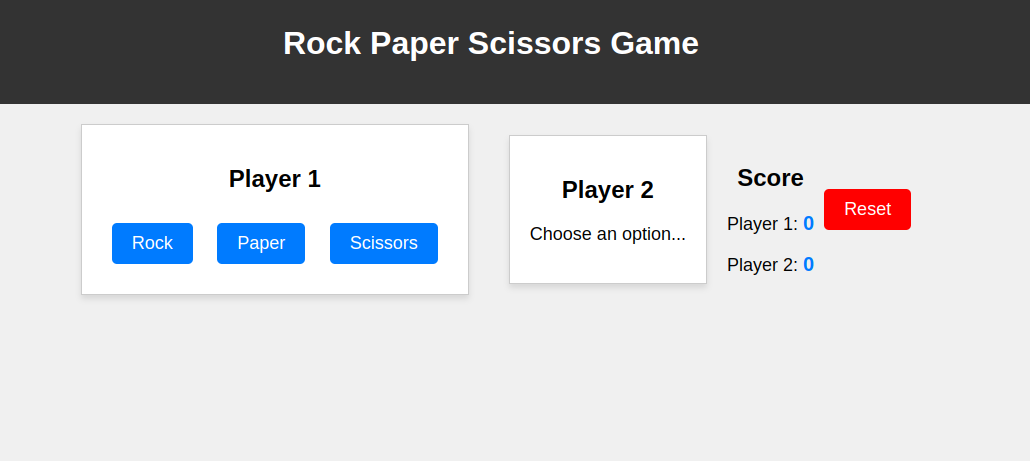 Rock Paper Scissors Game
Player 1
Rock Paper Scissors
Player 2
Choose an option...
Score
Player 1: 0
Player 2: 0
Reset